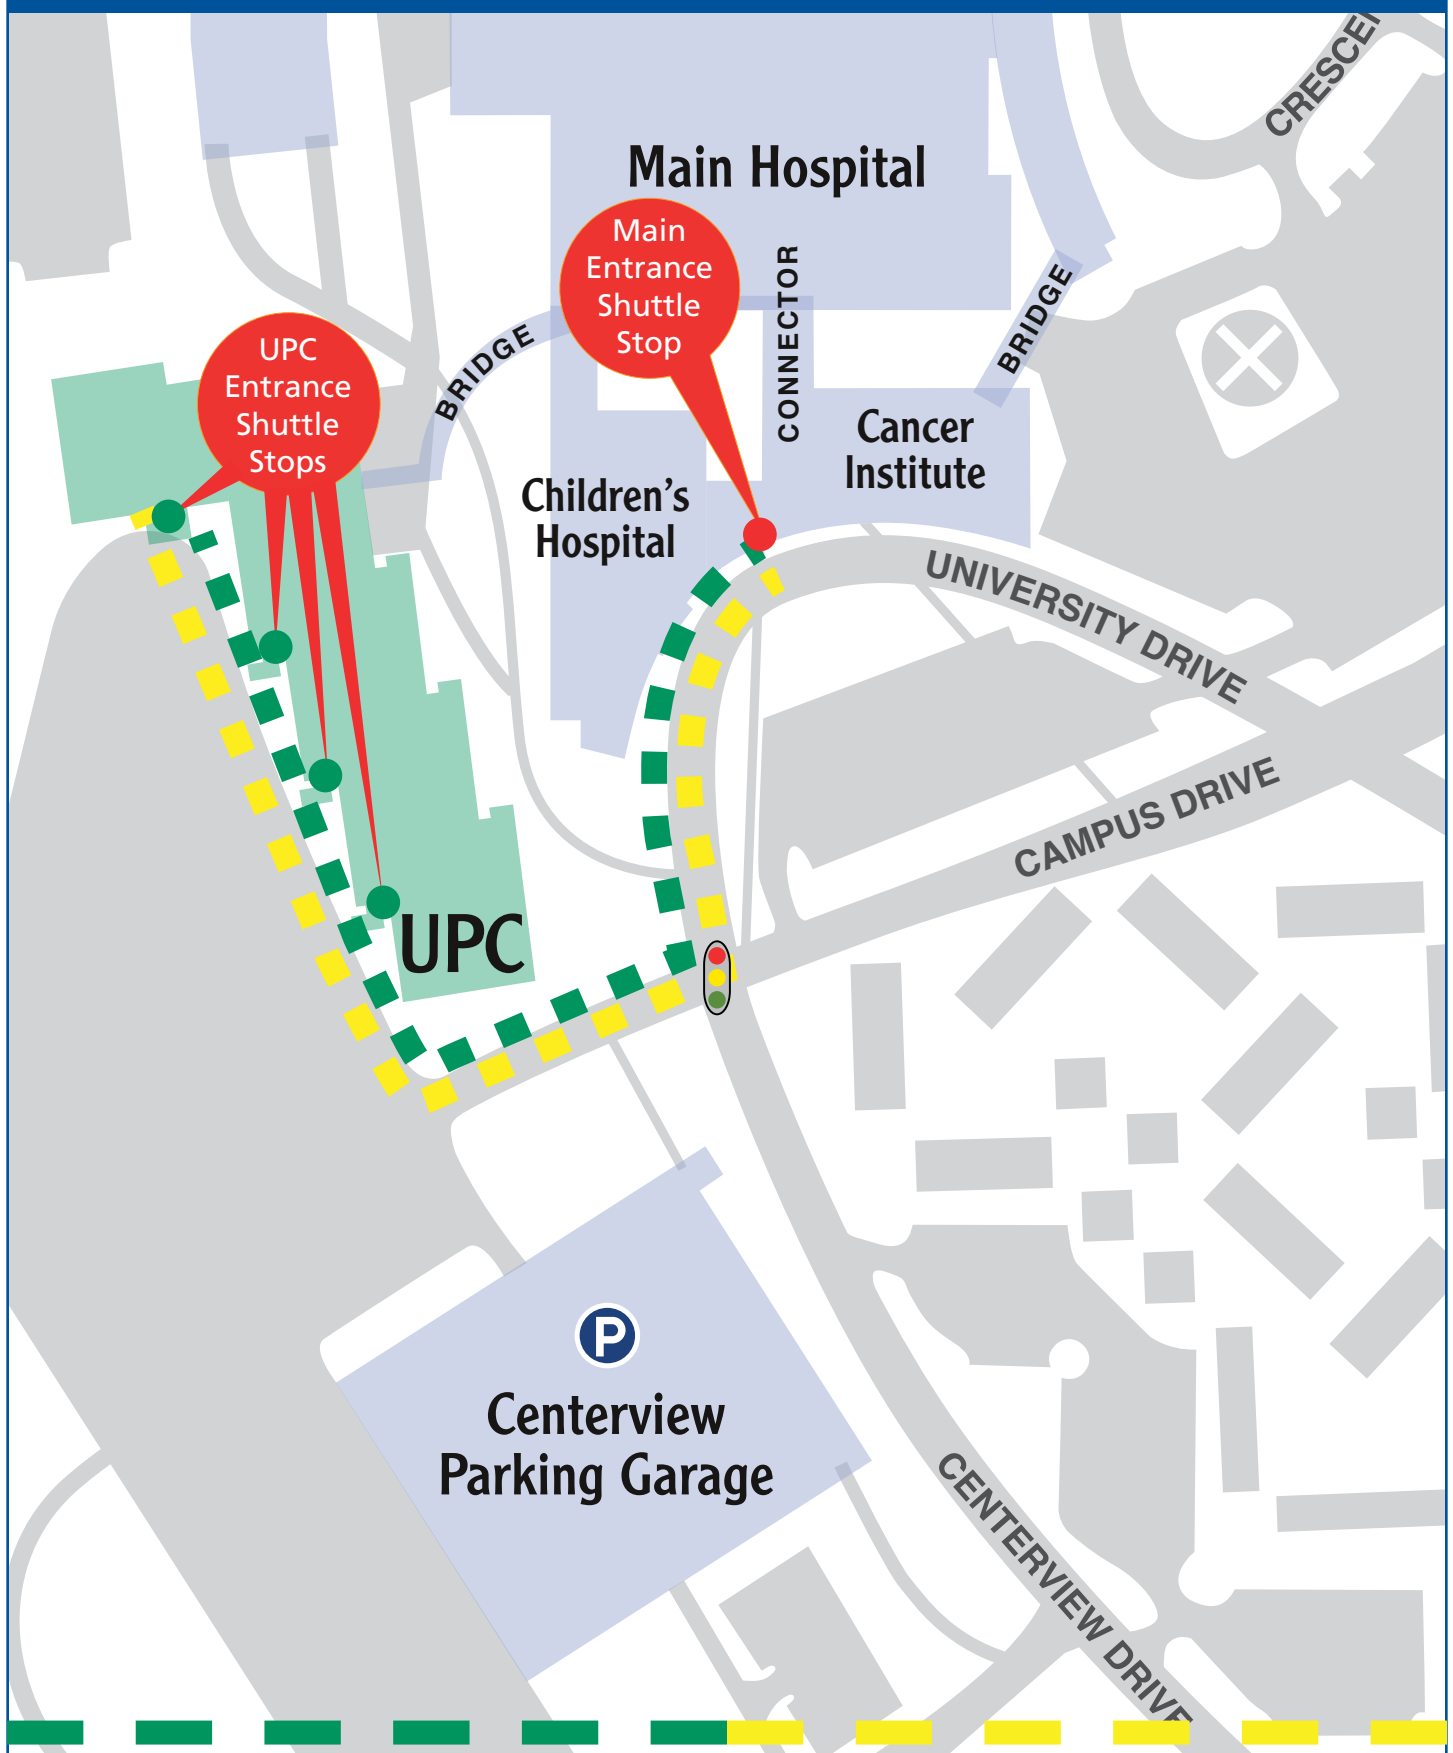 CRESCE
Main Hospital
Main
Entrance
Shuttle
Stop
CONNECTOR
BRIDGE
BRIDGE
UPC
Entrance
Shuttle
Stops
Cancer
Institute
Children's
Hospital
UNIVERSITY DRIVE
CAMPUS DRIVE
UPC
P
Centerview
Parking Garage
CENTERVIEW DRIVE